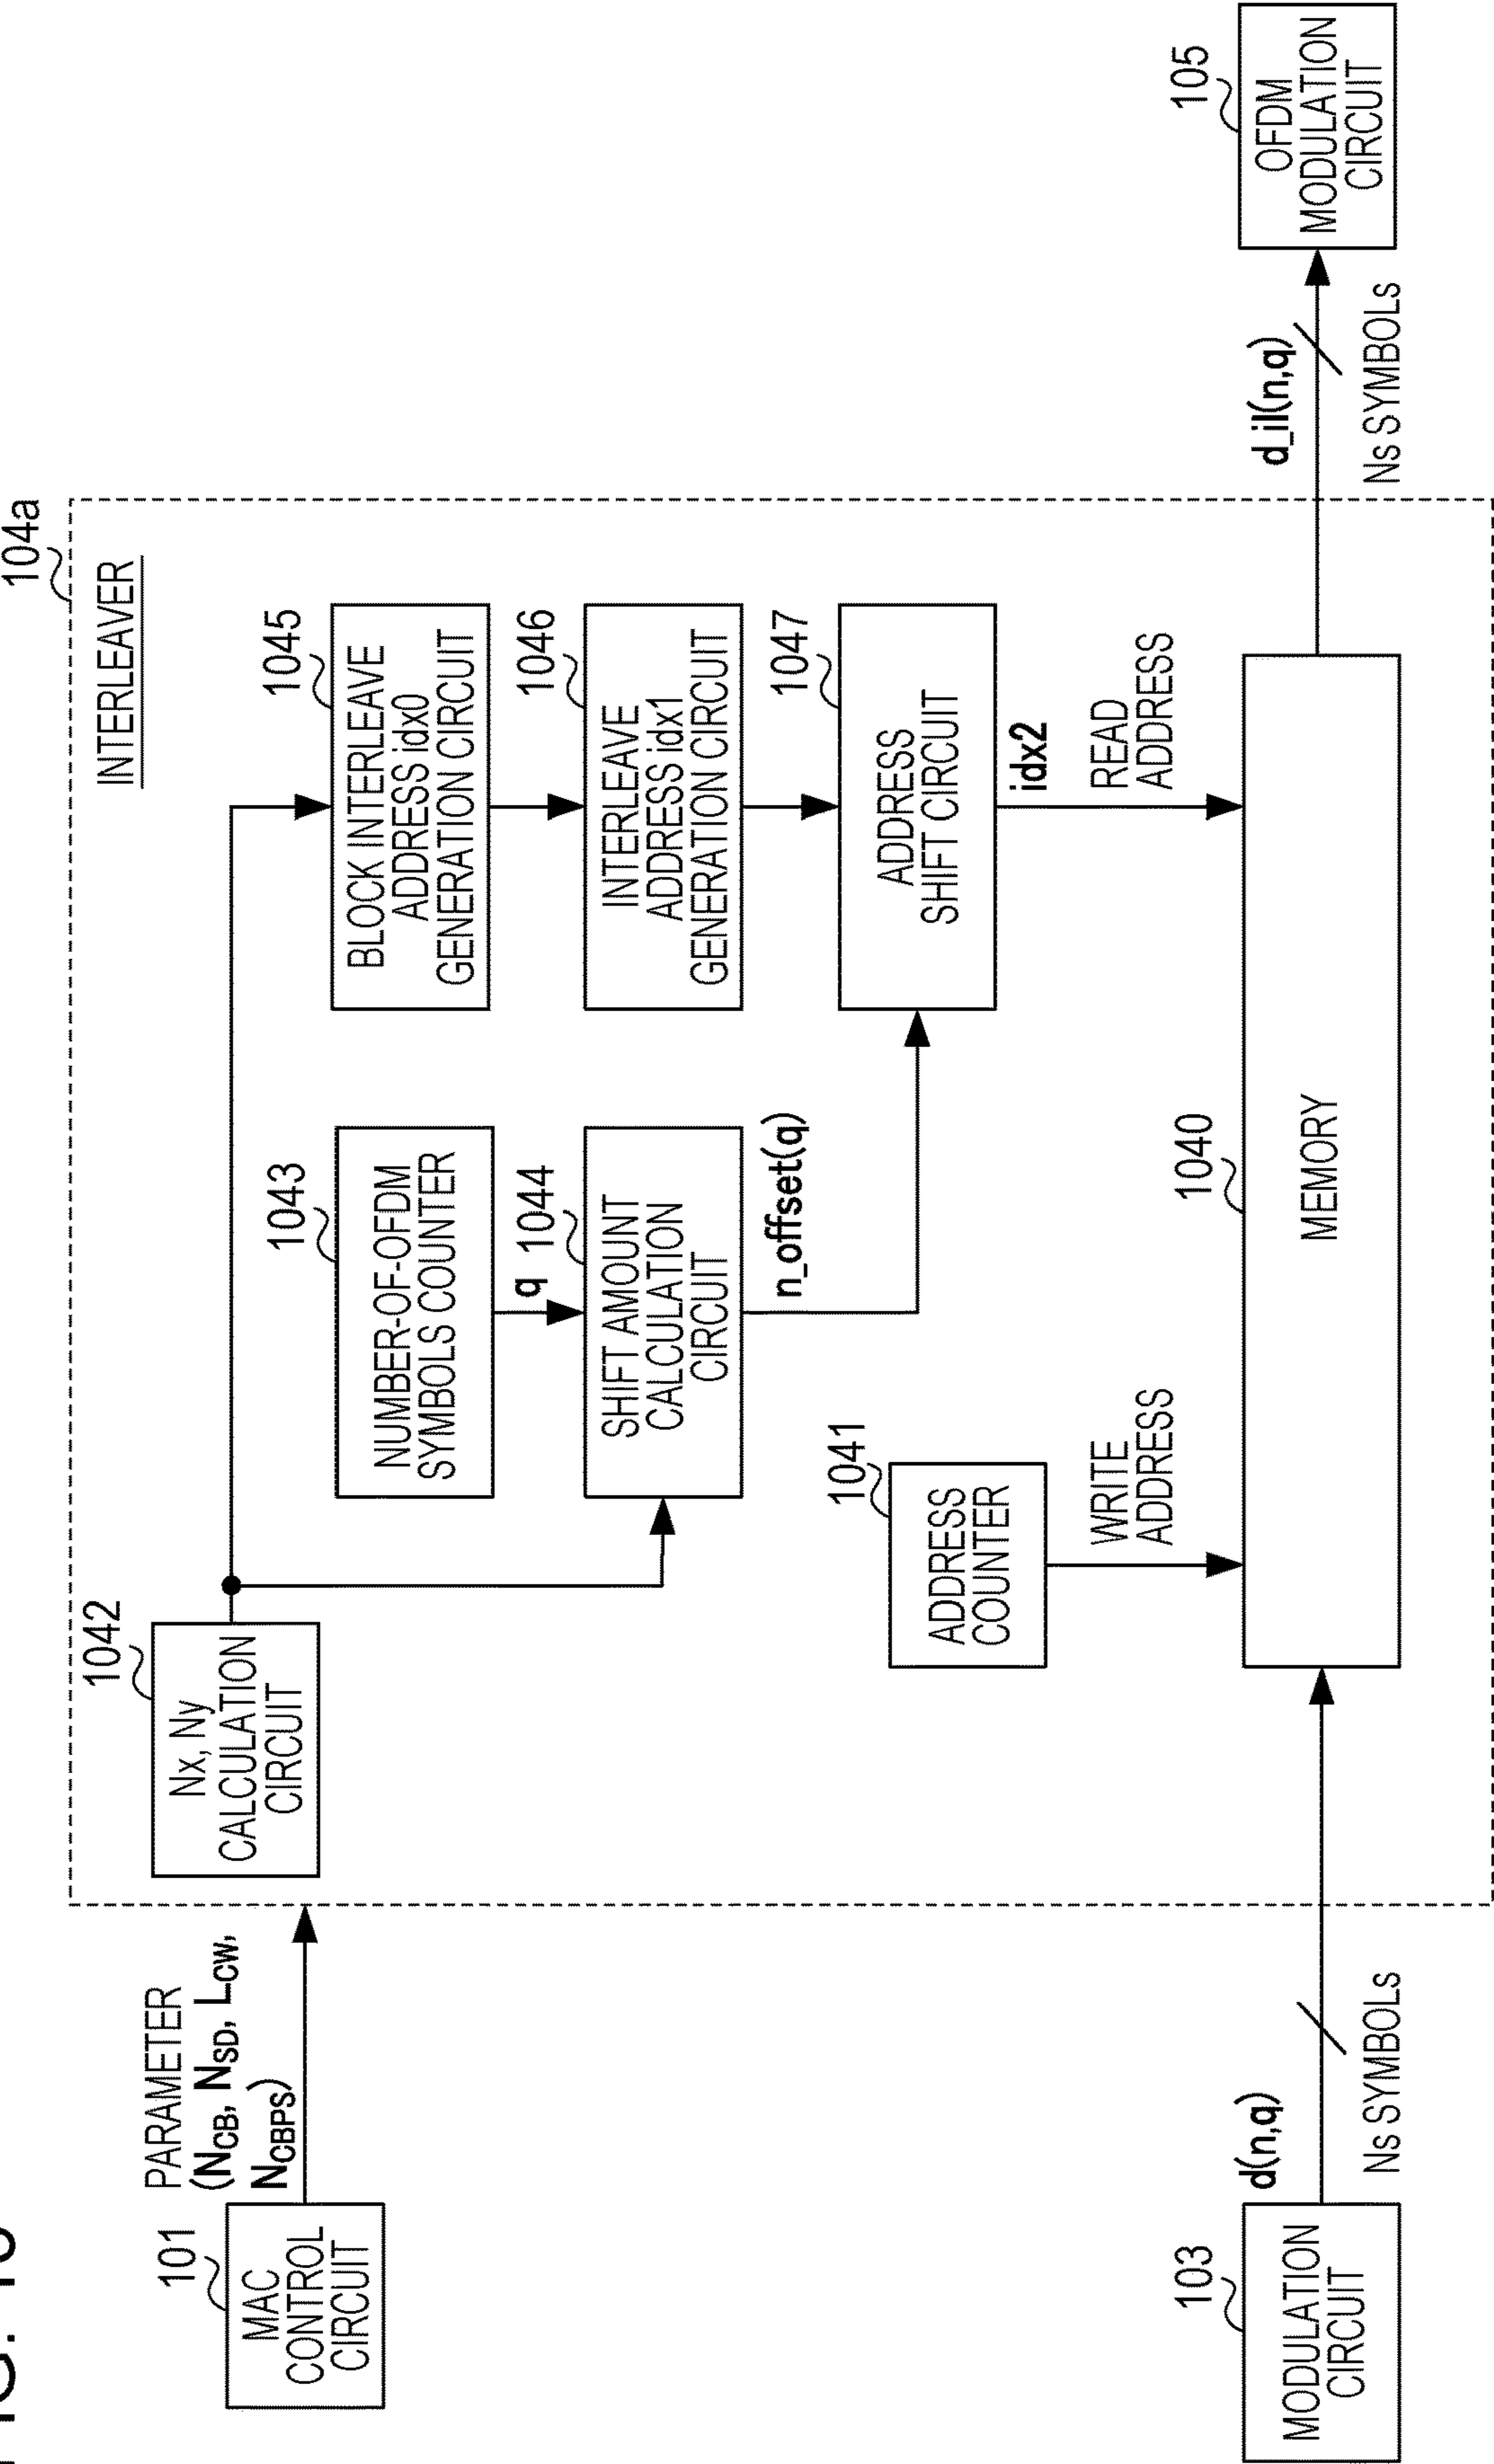 101
MAC
CONTROL
CIRCUIT
PARAMETER
(NCB, NSD, LCW,
NCBPS)
104a
INTERLEAVER
1042
Nx, Ny
CALCULATION
CIRCUIT
1043
NUMBER-OF-OFDM
SYMBOLS COUNTER
q
1044
SHIFT AMOUNT
CALCULATION
CIRCUIT
n_offset(q)
1045
BLOCK INTERLEAVE
ADDRESS idx0
GENERATION CIRCUIT
1046
INTERLEAVE
ADDRESS idx1
GENERATION CIRCUIT
1047
ADDRESS
SHIFT CIRCUIT
idx2
READ
ADDRESS
1041
ADDRESS
COUNTER
WRITE
ADDRESS
1040
MEMORY
103
MODULATION
CIRCUIT
d(n,q)
Ns SYMBOLs
d_il(n,q)
Ns SYMBOLs
105
OFDM
MODULATION
CIRCUIT